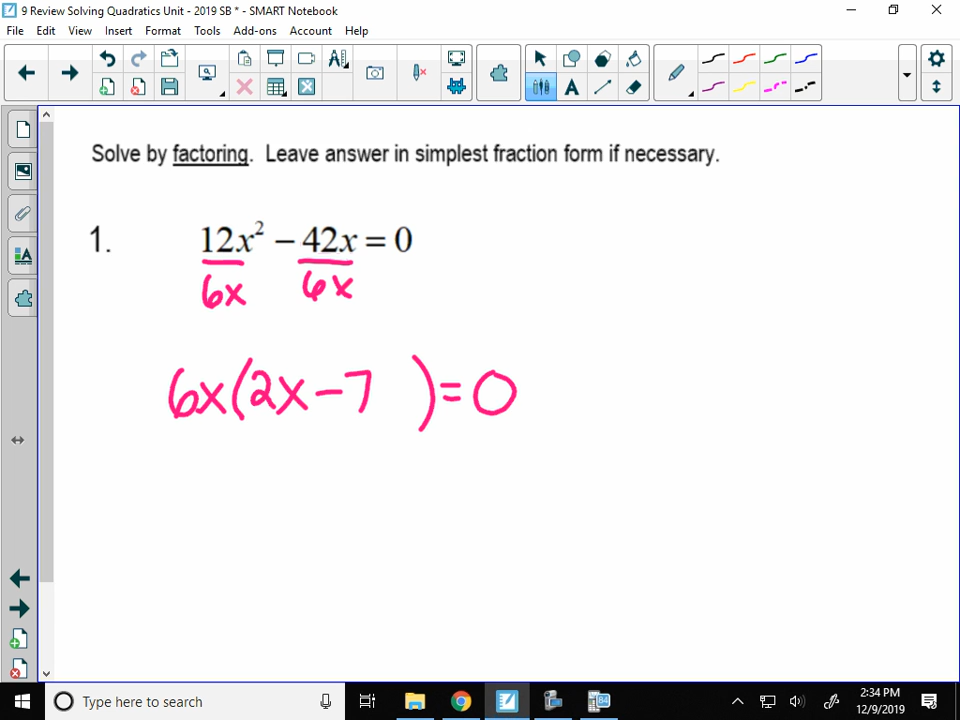 9 Review Solving Quadratics Unit - 2019 SB * - SMART Notebook
File Edit View Insert Format Tools Add-ons Account Help
Solve by factoring. Leave answer in simplest fraction form if necessary.
1. 12x² − 42x = 0
6x 6x
6x(2x−7 )=0
Type here to search
2:34 PM
12/9/2019